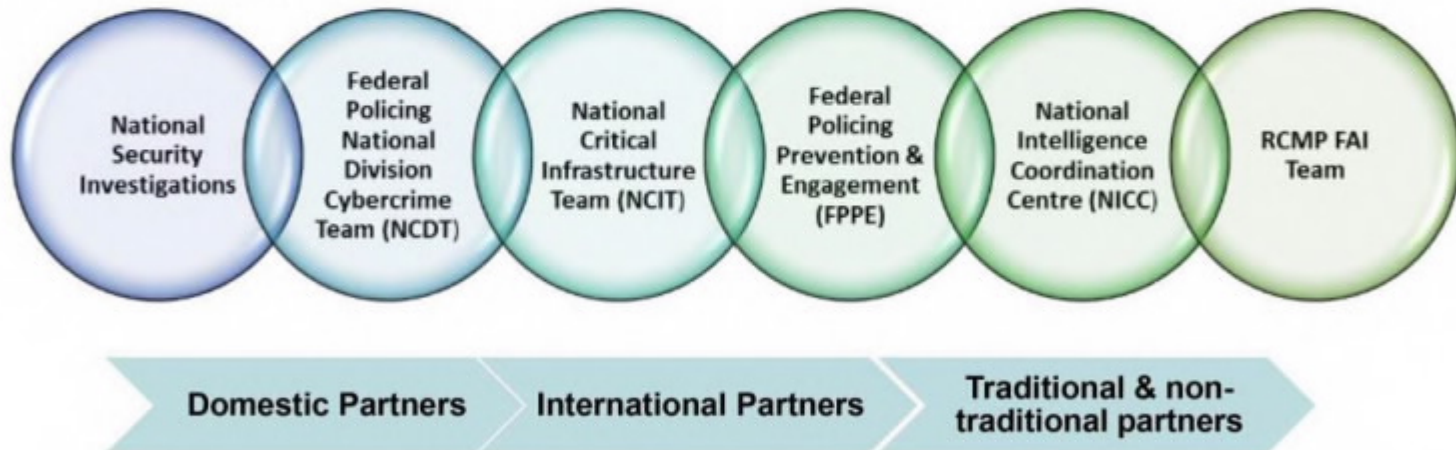 National
Security
Investigations
Federal
Policing
National
Division
Cybercrime
Team (NCDT)
National
Critical
Infrastructure
Team (NCIT)
Federal
Policing
Prevention &
Engagement
(FPPE)
National
Intelligence
Coordination
Centre (NICC)
RCMP FAI
Team
Domestic Partners
International Partners
Traditional & non-
traditional partners